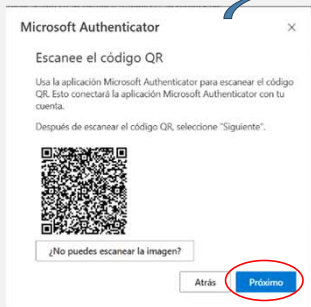 Microsoft Authenticator
Escanee el código QR
Usa la aplicación Microsoft Authenticator para escanear el código
QR. Esto conectará la aplicación Microsoft Authenticator con tu
cuenta.
Después de escanear el código QR, seleccione "Siguiente".
¿No puedes escanear la imagen?
Atrás
Próximo